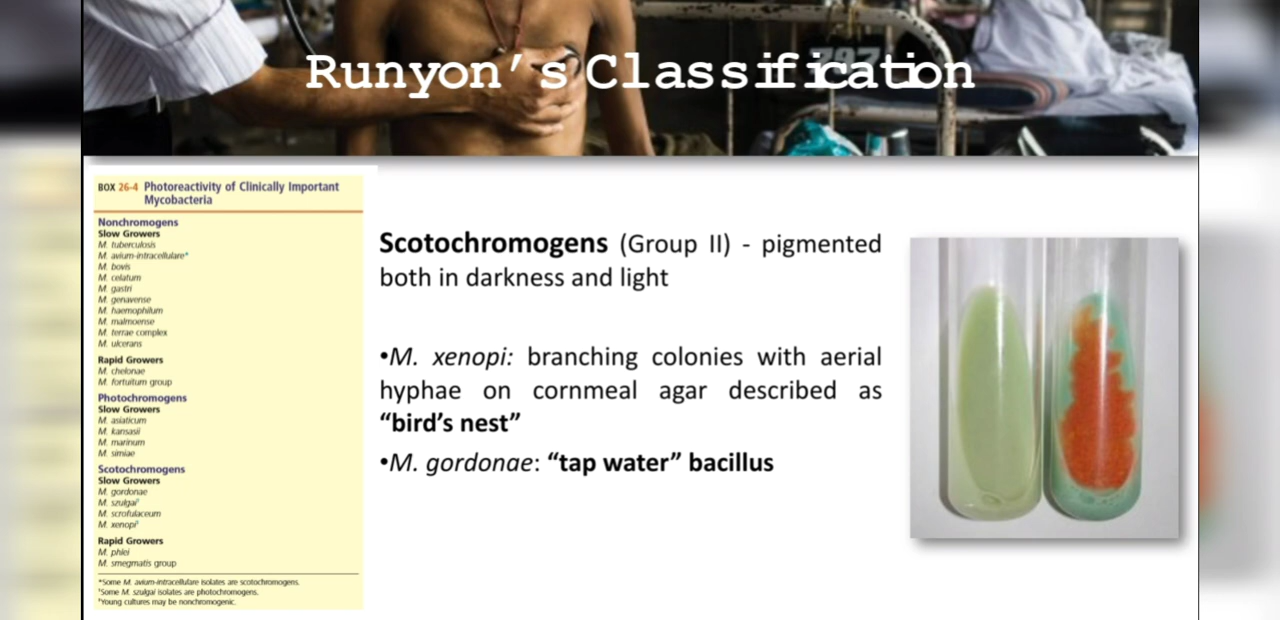 Runyon's Classification
BOX 26-4 Photoreactivity of Clinically Important
Mycobacteria
Nonchromogens
Slow Growers
M. tuberculosis
M. avium-intracellulare*
M. bovis
M. celatum
M. gastri
M. genavense
M. haemophilum
M. malmoense
M. terrae complex
M. ulcerans
Rapid Growers
M. chelonae
M. fortuitum group
Photochromogens
Slow Growers
M. asiaticum
M. kansasii
M. marinum
M. simiae
Scotochromogens
Slow Growers
M. gordonae
M. szulgai†
M. scrofulaceum
M. xenopi‡
Rapid Growers
M. phlei
M. smegmatis group
*Some M. avium-intracellulare isolates are scotochromogens.
†Some M. szulgai isolates are photochromogens.
‡Young cultures may be nonchromogenic.
Scotochromogens (Group II) - pigmented
both in darkness and light
•M. xenopi: branching colonies with aerial
hyphae on cornmeal agar described as
“bird’s nest”
•M. gordonae: “tap water” bacillus